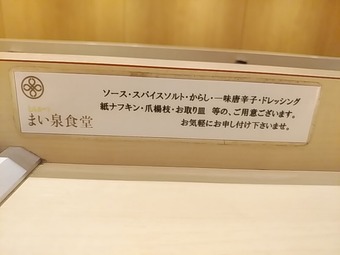 まい泉食堂
ソース・スパイスソルト・からし・一味唐辛子・ドレッシング
紙ナフキン・爪楊枝・お取り皿 等の、ご用意ございます。
お気軽にお申し付け下さいませ。